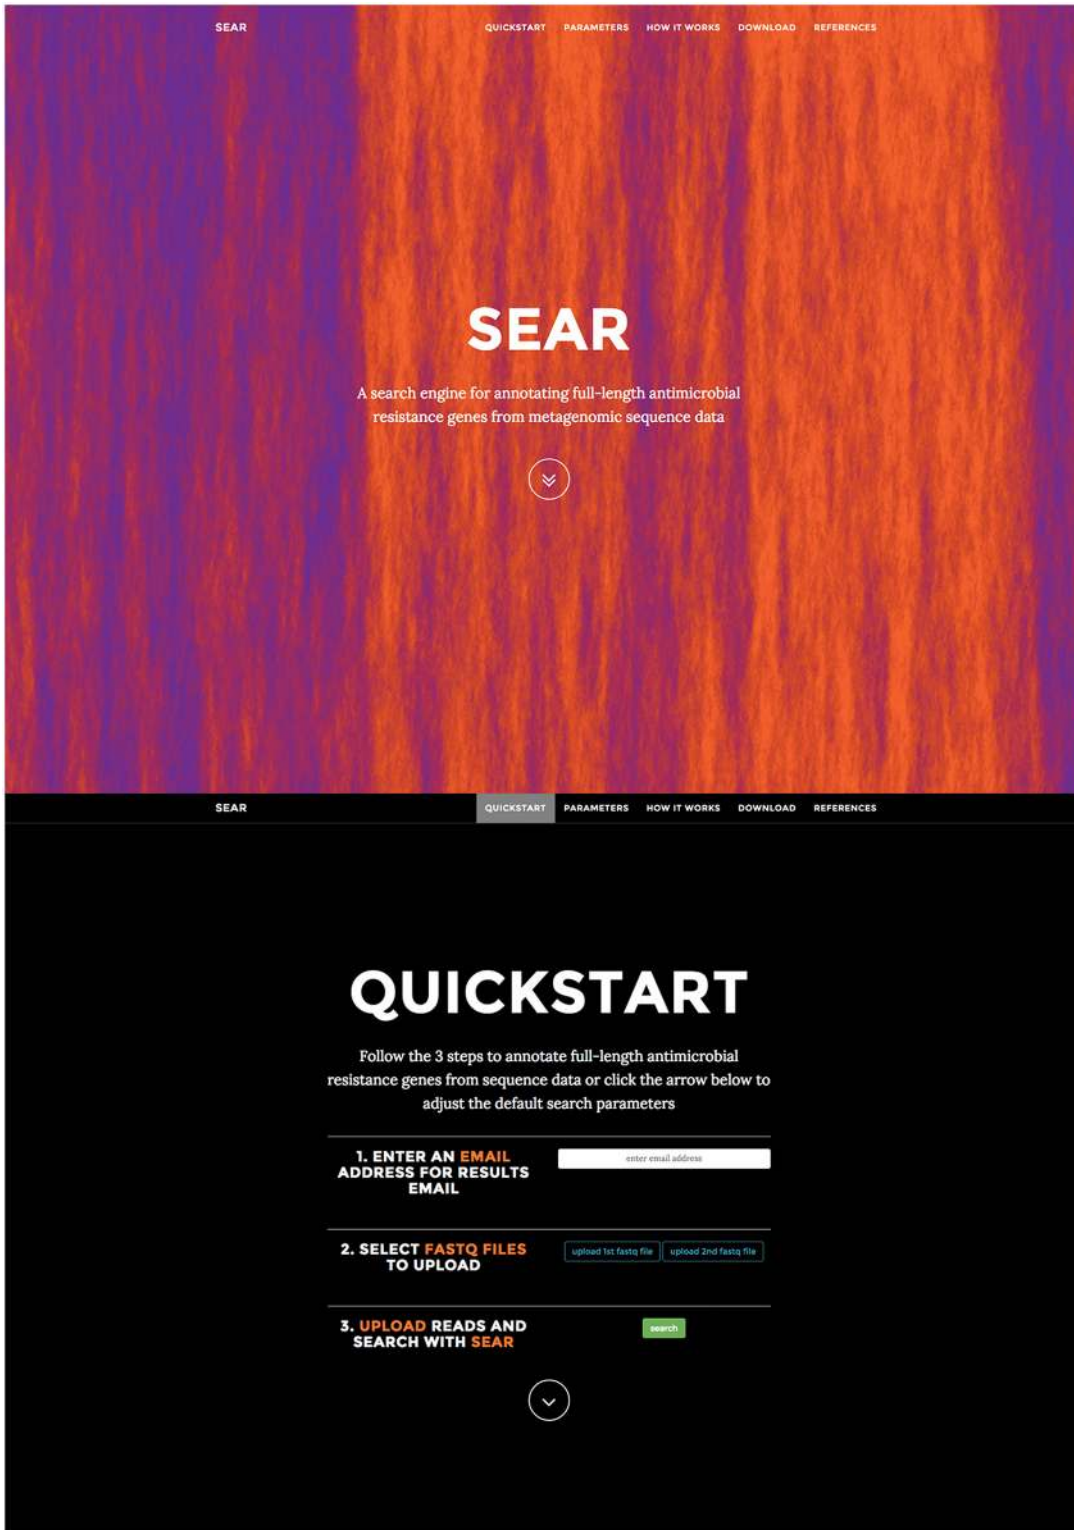 SEAR QUICKSTART PARAMETERS HOW IT WORKS DOWNLOAD REFERENCES
SEAR
A search engine for annotating full-length antimicrobial
resistance genes from metagenomic sequence data
SEAR QUICKSTART PARAMETERS HOW IT WORKS DOWNLOAD REFERENCES
QUICKSTART
Follow the 3 steps to annotate full-length antimicrobial
resistance genes from sequence data or click the arrow below to
adjust the default search parameters
1. ENTER AN EMAIL
ADDRESS FOR RESULTS
EMAIL
enter email address
2. SELECT FASTQ FILES
TO UPLOAD
upload 1st fastq file upload 2nd fastq file
3. UPLOAD READS AND
SEARCH WITH SEAR
search